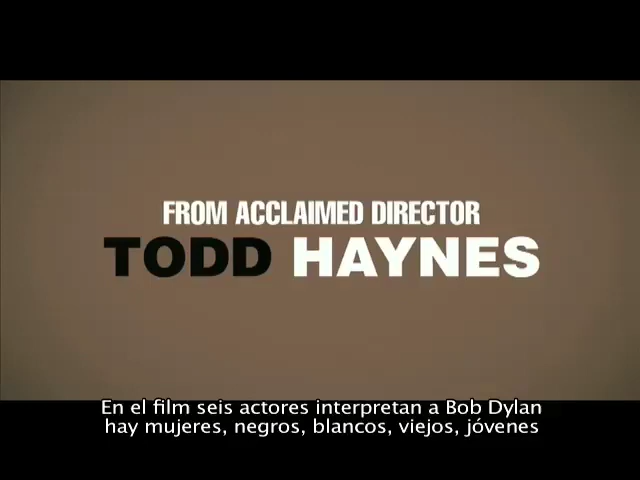 FROM ACCLAIMED DIRECTOR
TODD HAYNES
En el film seis actores interpretan a Bob Dylan
hay mujeres, negros, blancos, viejos, jóvenes